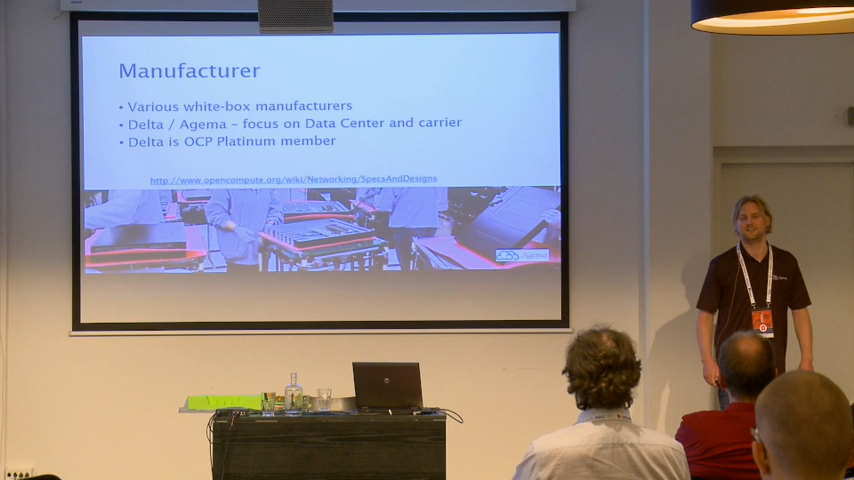 Manufacturer
• Various white-box manufacturers
• Delta / Agema – focus on Data Center and carrier
• Delta is OCP Platinum member
http://www.opencompute.org/wiki/Networking/SpecsAndDesigns
Agema